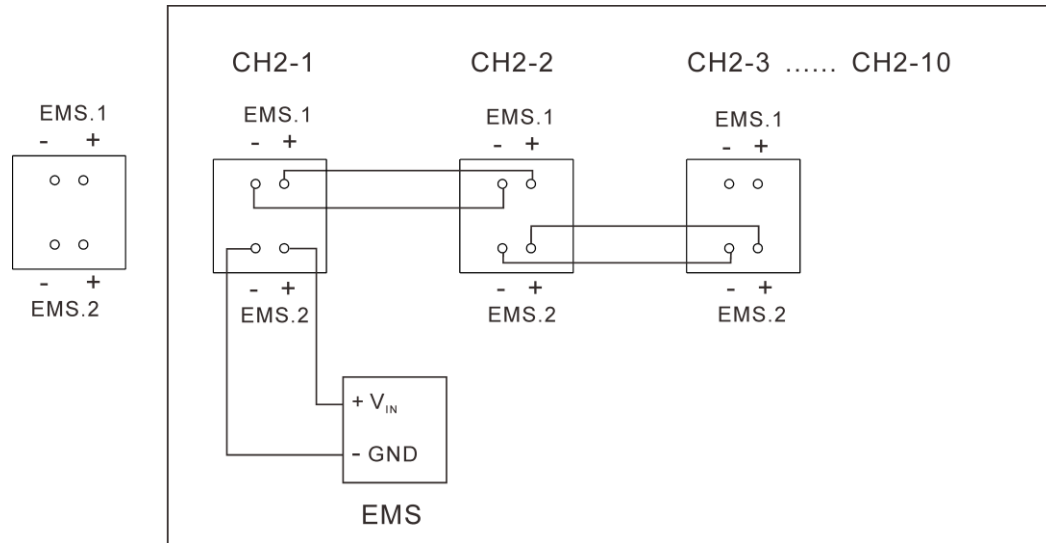 CH2-1 CH2-2 CH2-3 ...... CH2-10
EMS.1 EMS.1 EMS.1 EMS.1
- + - + - + - +
- + - + - + - +
EMS.2 EMS.2 EMS.2 EMS.2
+ VIN
- GND
EMS